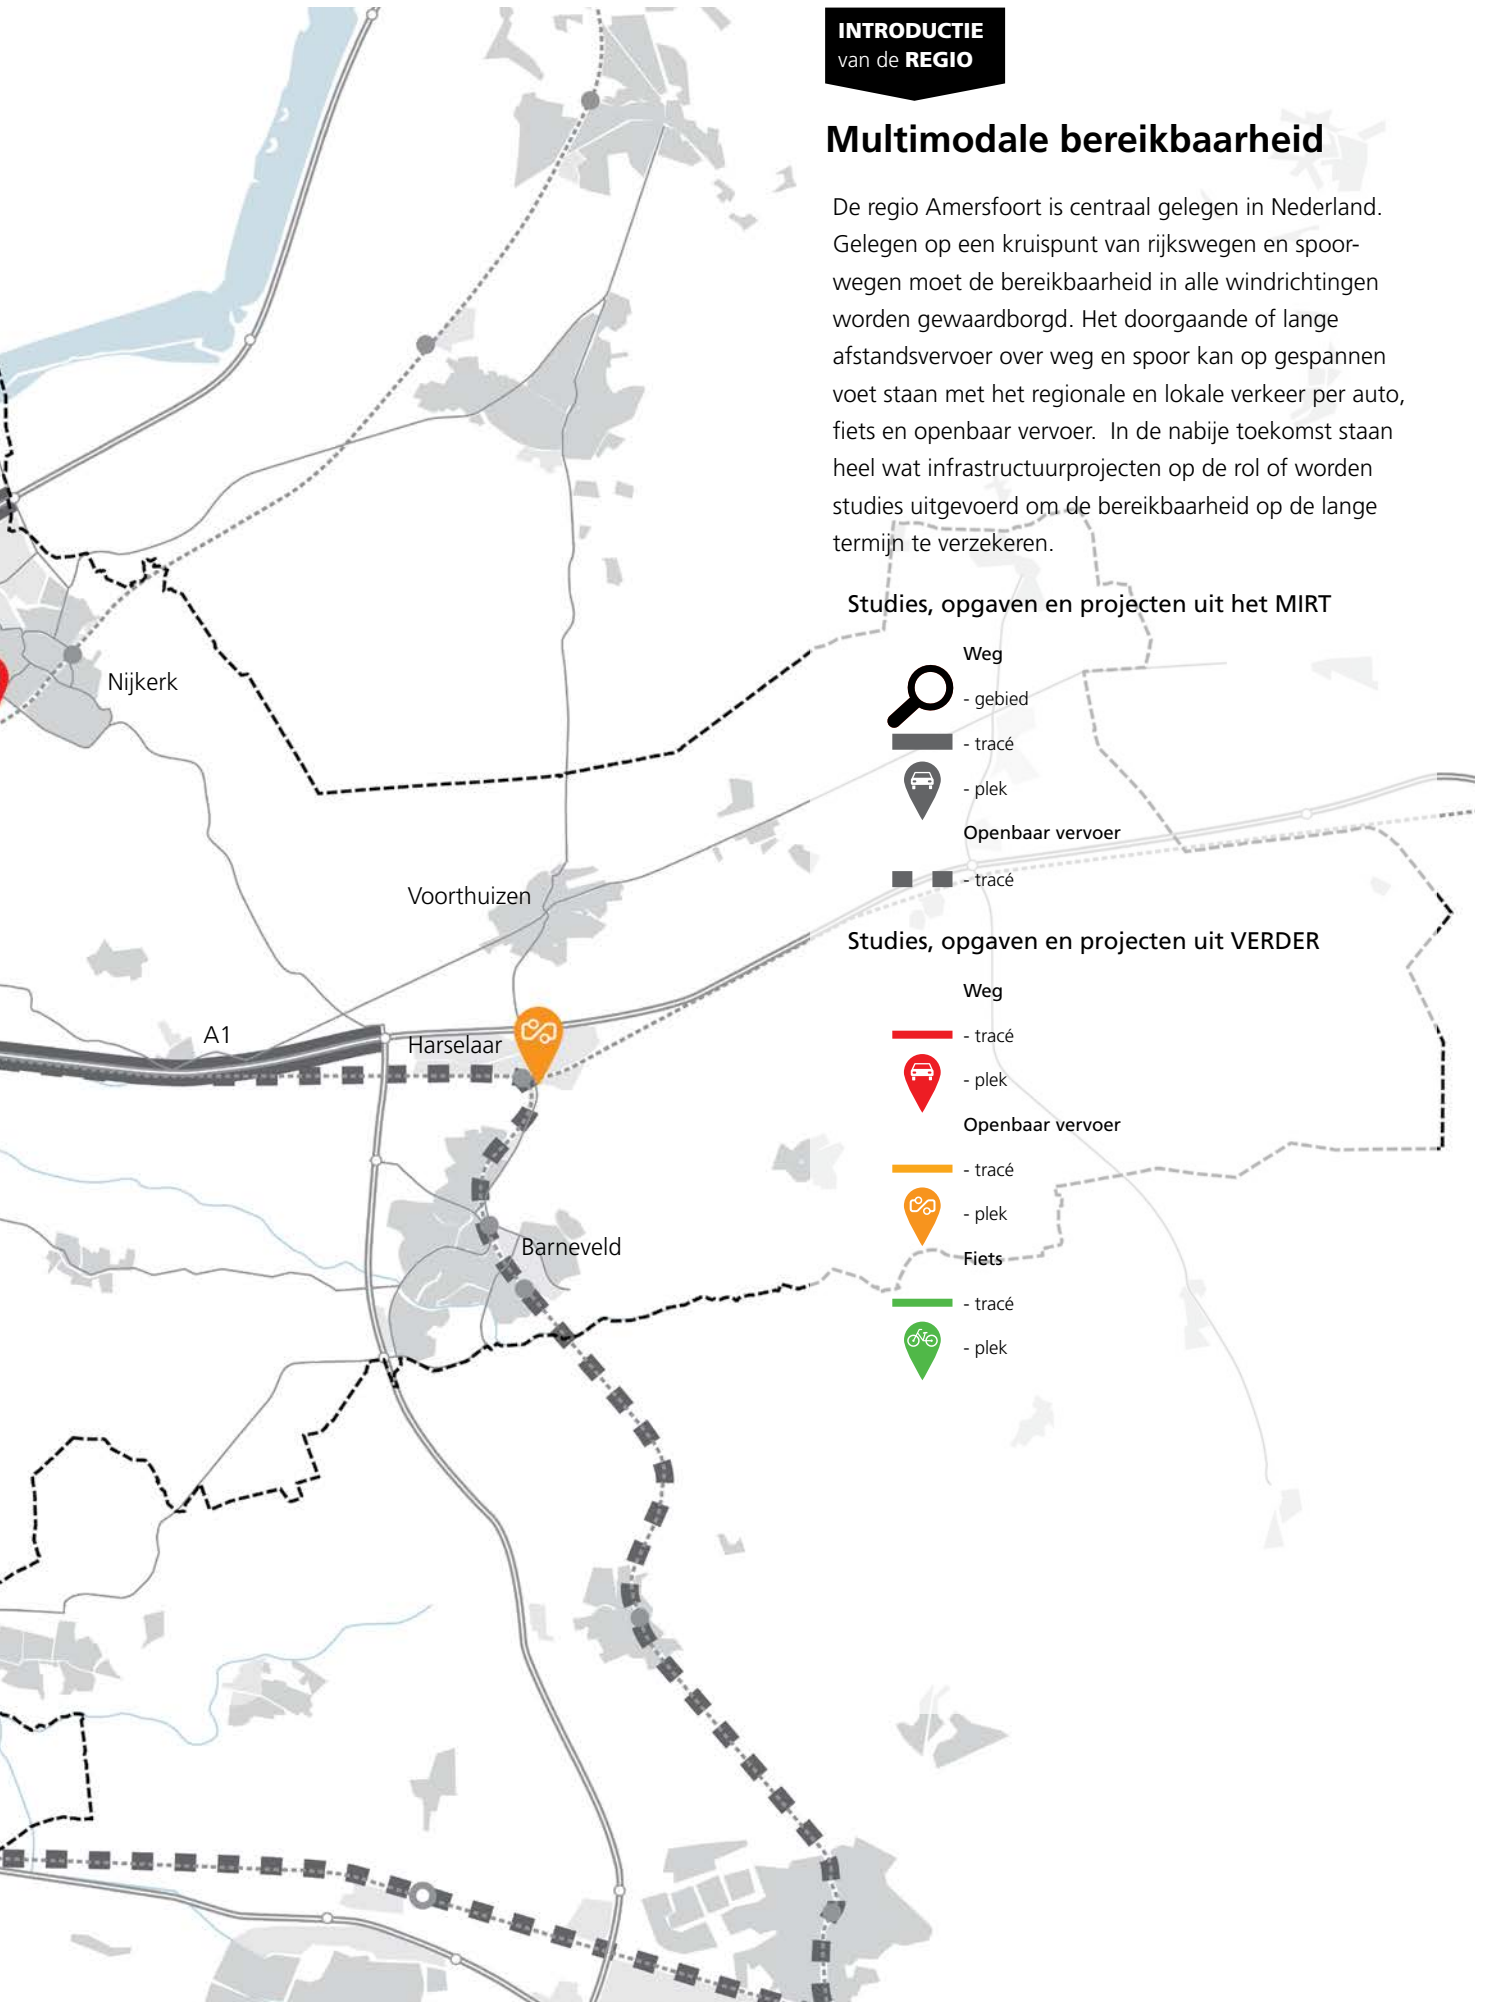 INTRODUCTIE
van de REGIO
Multimodale bereikbaarheid
De regio Amersfoort is centraal gelegen in Nederland.
Gelegen op een kruispunt van rijkswegen en spoor-
wegen moet de bereikbaarheid in alle windrichtingen
worden gewaardborgd. Het doorgaande of lange
afstandsvervoer over weg en spoor kan op gespannen
voet staan met het regionale en lokale verkeer per auto,
fiets en openbaar vervoer. In de nabije toekomst staan
heel wat infrastructuurprojecten op de rol of worden
studies uitgevoerd om de bereikbaarheid op de lange
termijn te verzekeren.
Studies, opgaven en projecten uit het MIRT
Weg
- gebied
- tracé
- plek
Openbaar vervoer
- tracé
Studies, opgaven en projecten uit VERDER
Weg
- tracé
- plek
Openbaar vervoer
- tracé
- plek
Fiets
- tracé
- plek
Nijkerk
Voorthuizen
A1
Harselaar
Barneveld